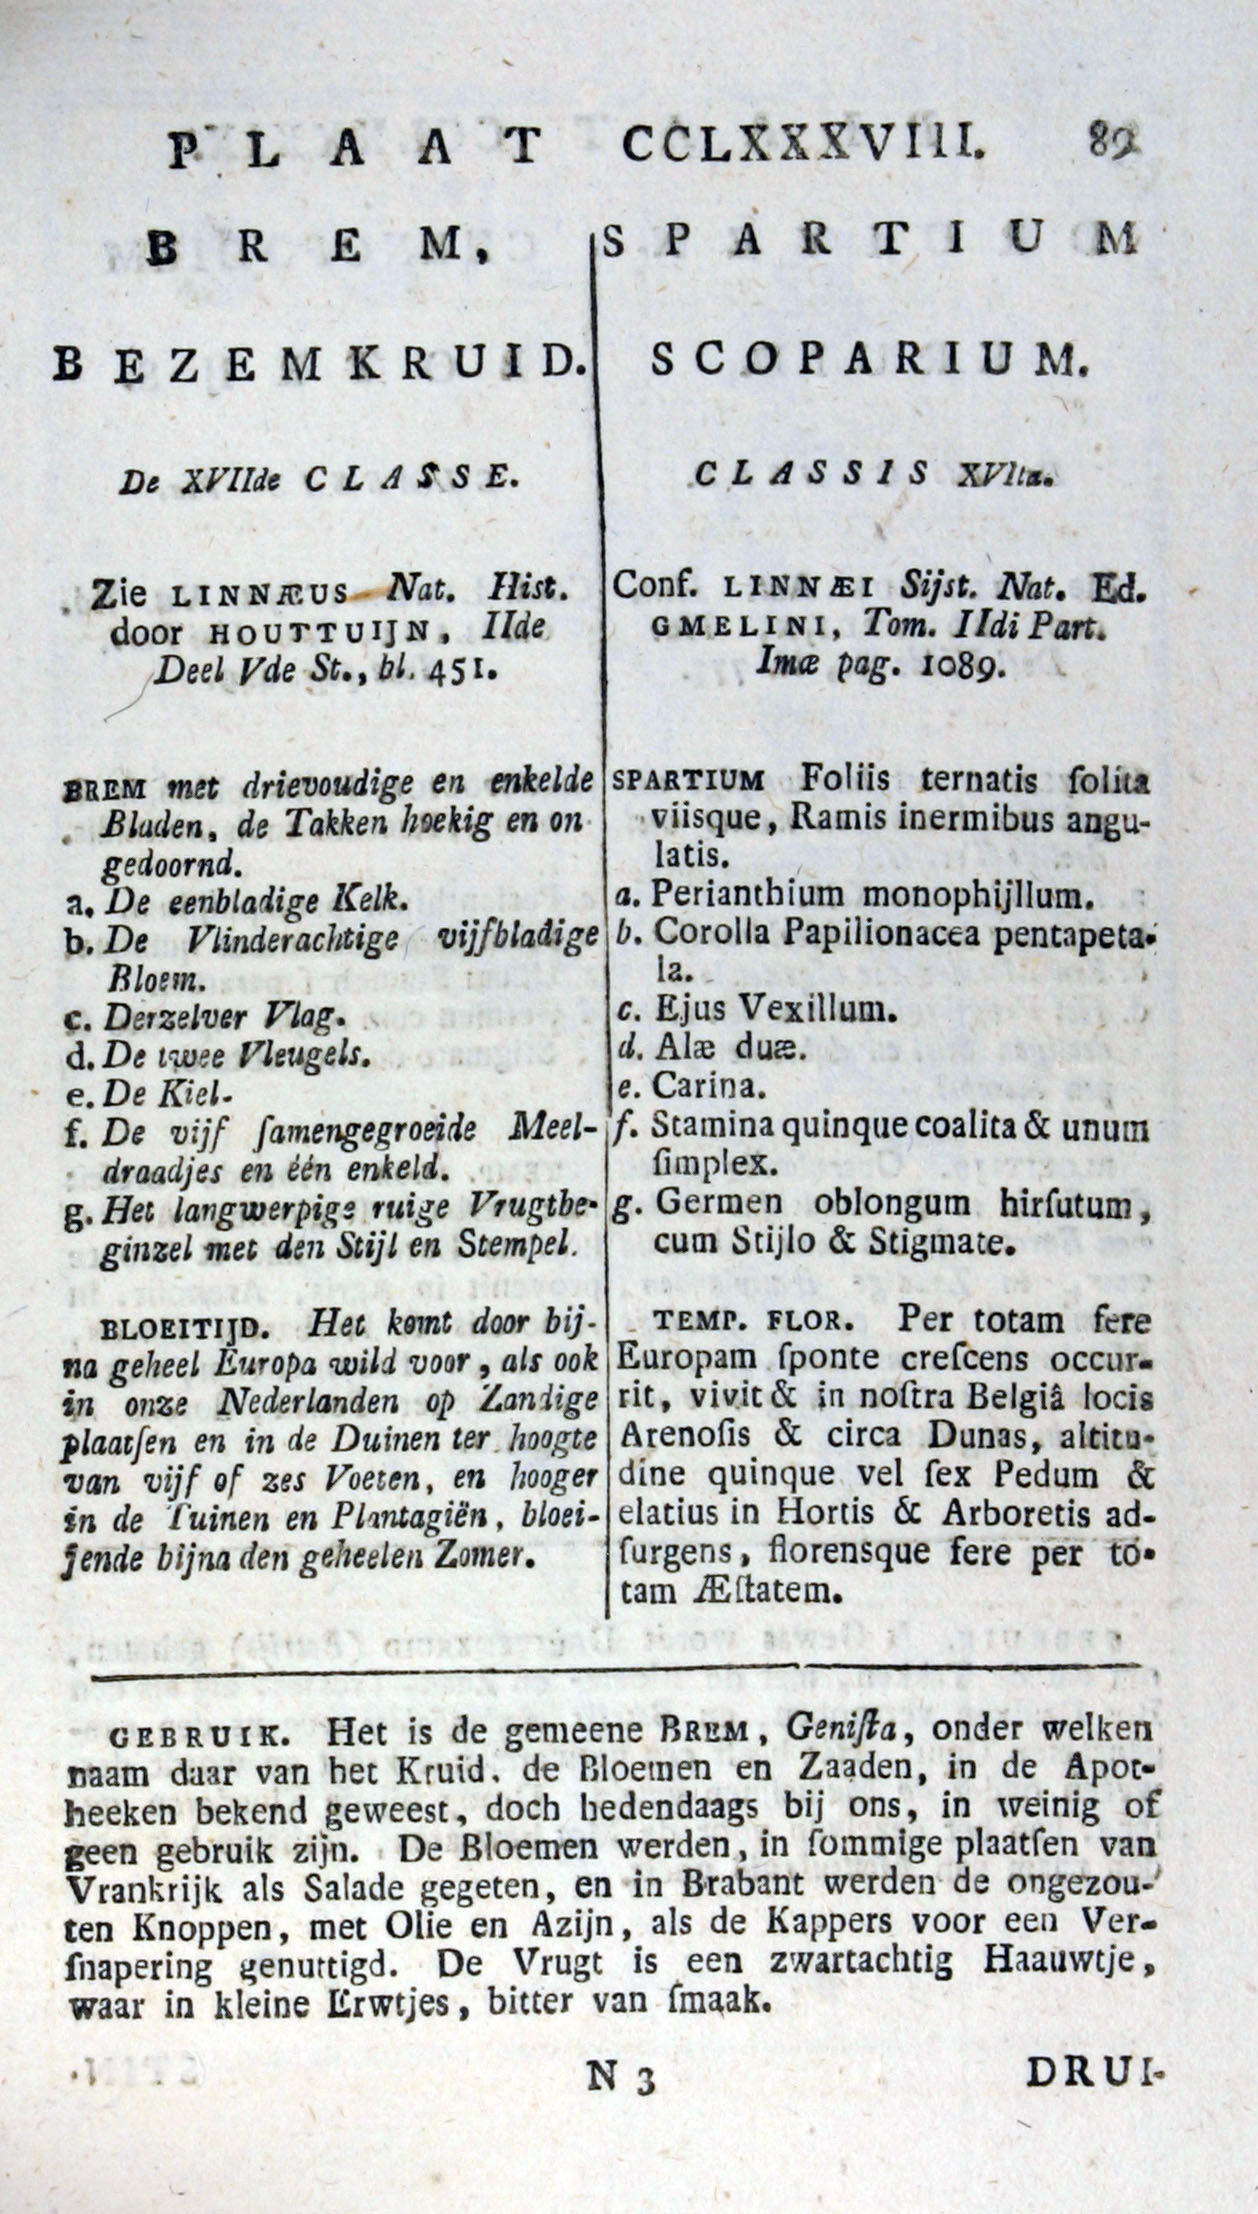 PLAAT CCLXXXVIII. 89
BREM,
BEZEMKRUID.
De XVIIde CLASSE.
Zie LINNÆUS Nat. Hist.
door HOUTTUIJN, IIde
Deel Vde St., bl. 451.
BREM met drievoudige en enkelde
Bladen, de Takken hoekig en on
gedoornd.
a. De eenbladige Kelk.
b. De Vlinderachtige vijfbladige
Bloem.
c. Derzelver Vlag.
d. De twee Vleugels.
e. De Kiel.
f. De vijf ſamengegroeide Meel-
draadjes en één enkeld.
g. Het langwerpige ruige Vrugtbe-
ginzel met den Stijl en Stempel.
BLOEITIJD. Het komt door bij-
na geheel Europa wild voor, als ook
in onze Nederlanden op Zandige
plaatſen en in de Duinen ter hoogte
van vijf of zes Voeten, en hooger
in de Tuinen en Plantagiën, bloei-
jende bijna den geheelen Zomer.
SPARTIUM
SCOPARIUM.
CLASSIS XVIIta.
Conf. LINNÆI Sijst. Nat. Ed.
GMELINI, Tom. IIdi Part.
Imæ pag. 1089.
SPARTIUM Foliis ternatis ſolita
viisque, Ramis inermibus angu-
latis.
a. Perianthium monophijllum.
b. Corolla Papilionacea pentapeta-
la.
c. Ejus Vexillum.
d. Alæ duæ.
e. Carina.
f. Stamina quinque coalita & unum
ſimplex.
g. Germen oblongum hirſutum,
cum Stijlo & Stigmate.
TEMP. FLOR. Per totam fere
Europam ſponte creſcens occur-
rit, vivit & in noſtra Belgiâ locis
Arenoſis & circa Dunas, altitu-
dine quinque vel ſex Pedum &
elatius in Hortis & Arboretis ad-
ſurgens, florensque fere per to-
tam Æſtatem.
GEBRUIK. Het is de gemeene BREM, Geniſta, onder welken
naam daar van het Kruid, de Bloemen en Zaaden, in de Apot-
heeken bekend geweest, doch hedendaags bij ons, in weinig of
geen gebruik zijn. De Bloemen werden, in ſommige plaatſen van
Vrankrijk als Salade gegeten, en in Brabant werden de ongezou-
ten Knoppen, met Olie en Azijn, als de Kappers voor een Ver-
ſnapering genuttigd. De Vrugt is een zwartachtig Haauwtje,
waar in kleine Erwtjes, bitter van ſmaak.
N 3 DRUI-